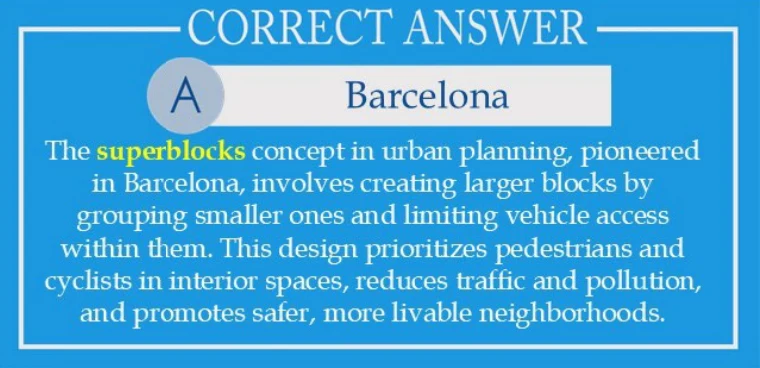 CORRECT ANSWER
A Barcelona
The superblocks concept in urban planning, pioneered
in Barcelona, involves creating larger blocks by
grouping smaller ones and limiting vehicle access
within them. This design prioritizes pedestrians and
cyclists in interior spaces, reduces traffic and pollution,
and promotes safer, more livable neighborhoods.